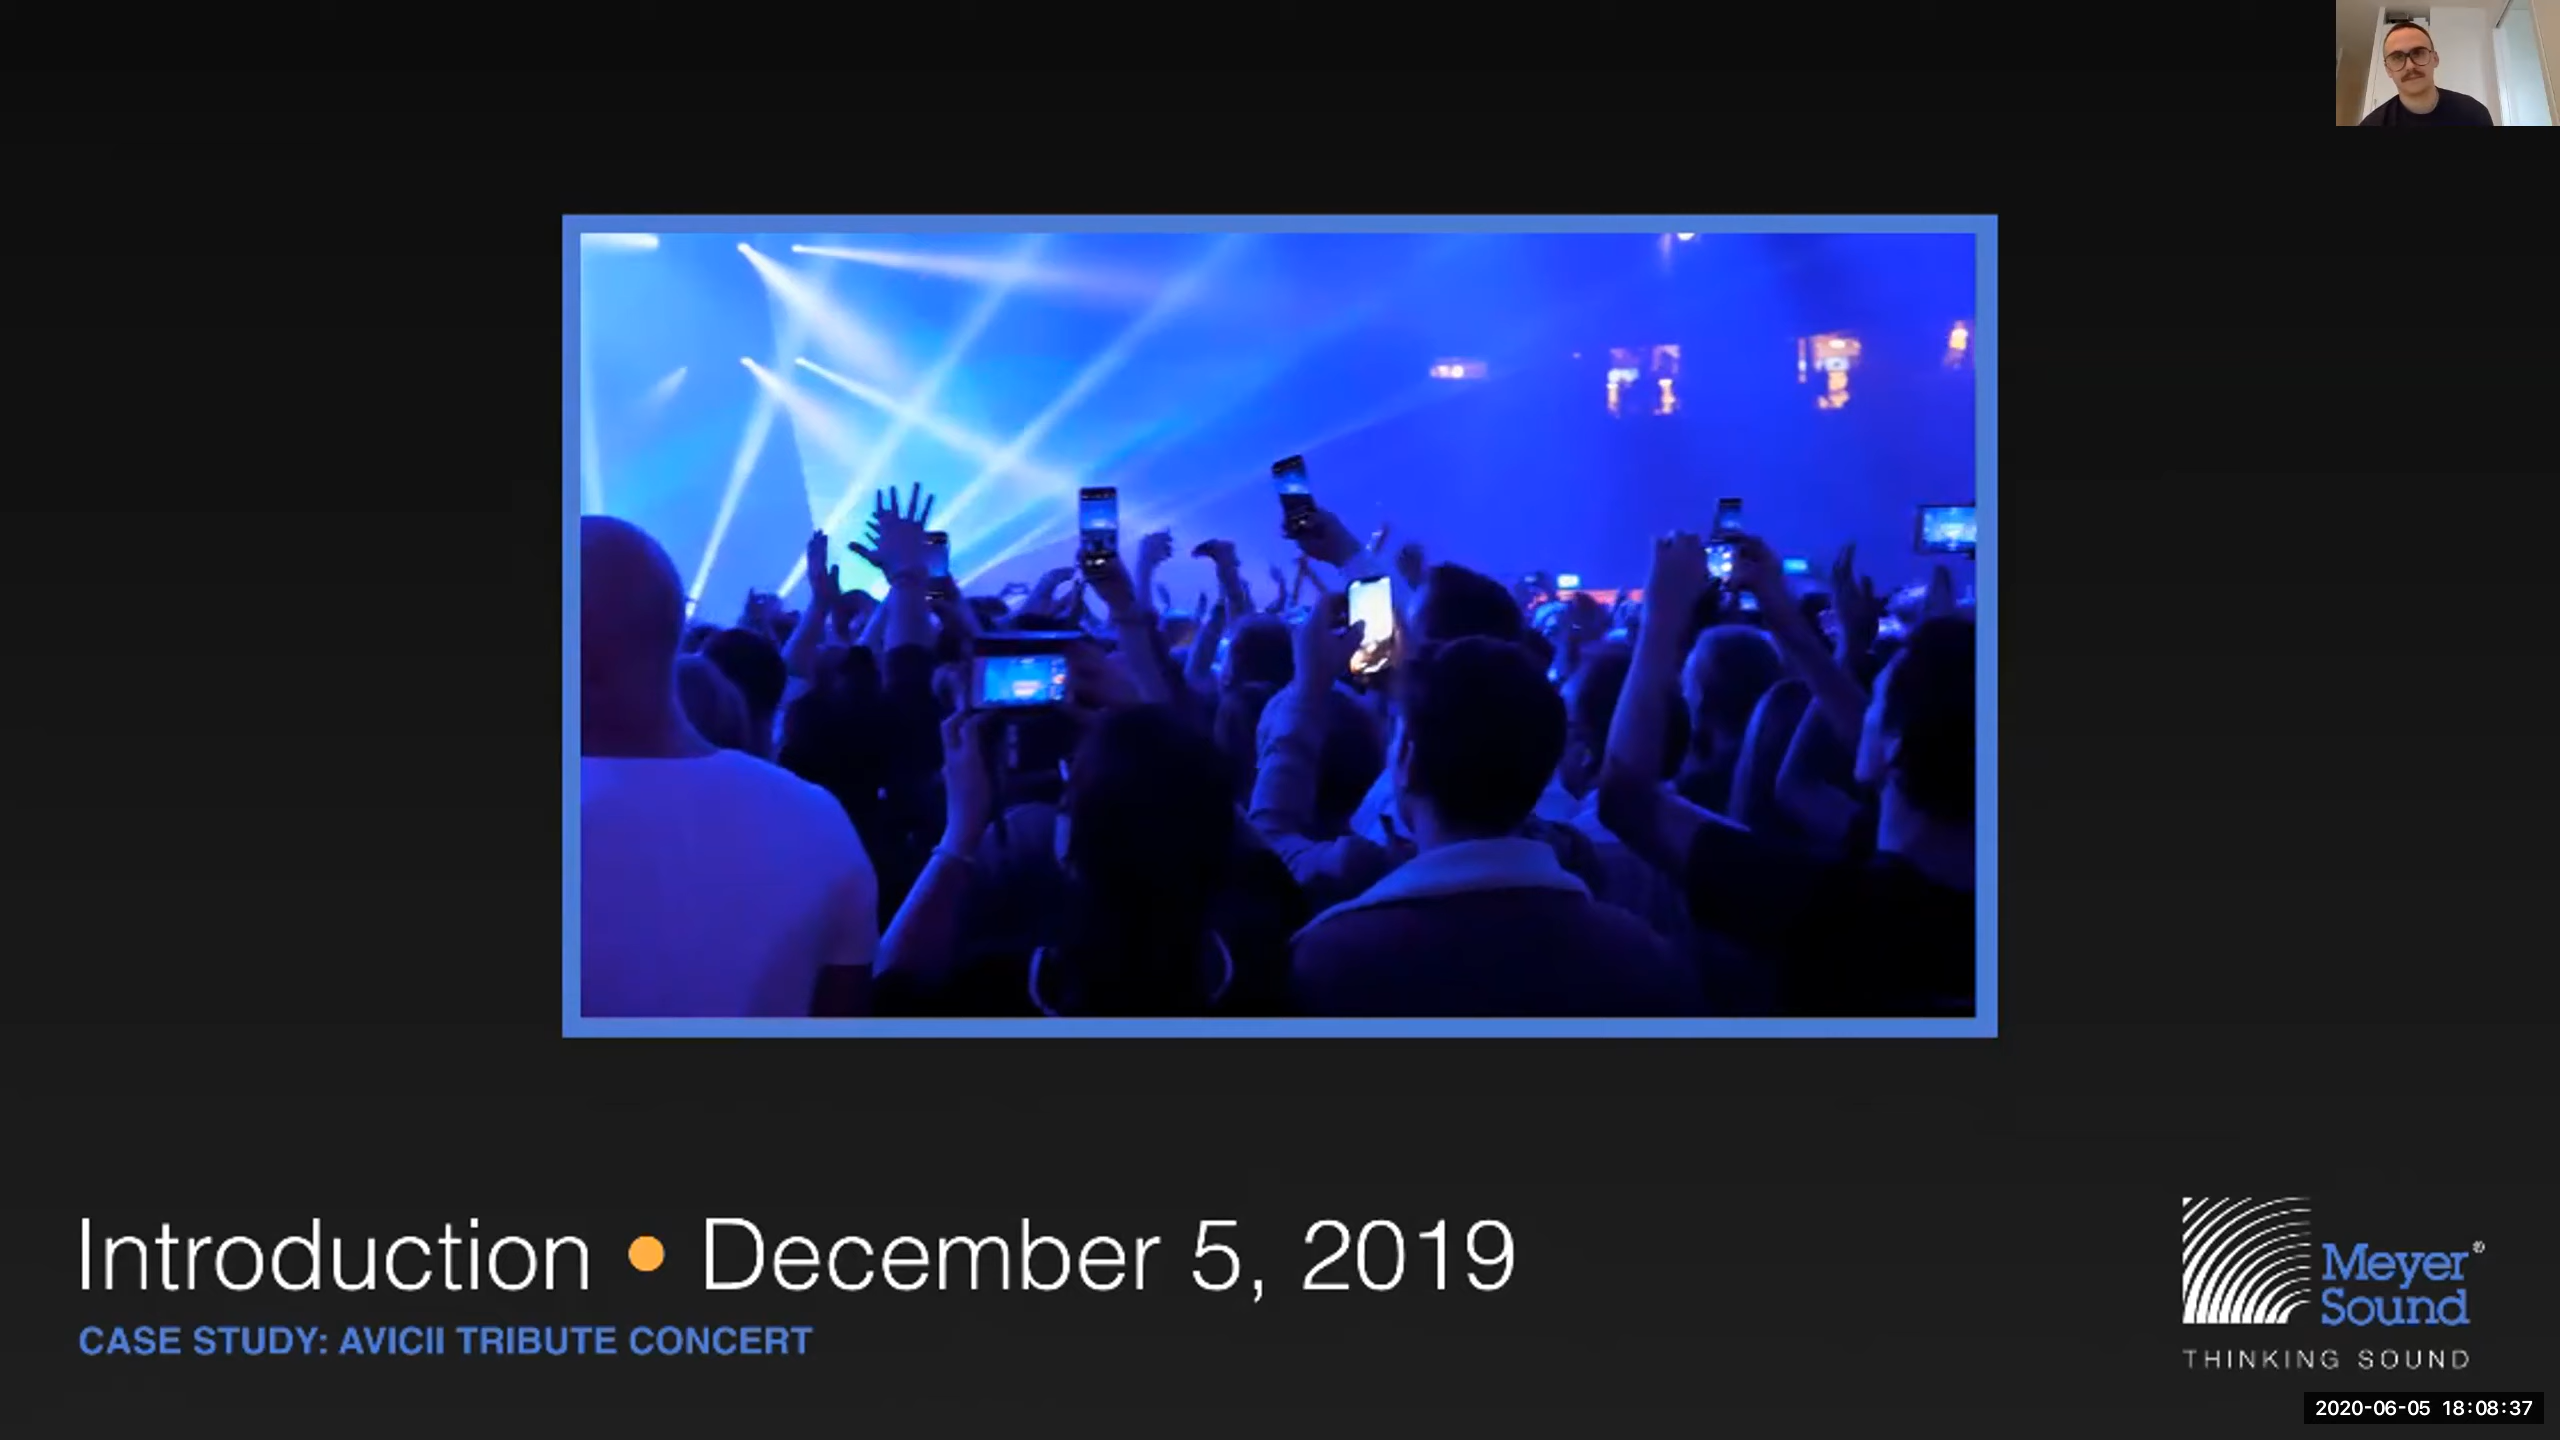 Introduction • December 5, 2019
CASE STUDY: AVICII TRIBUTE CONCERT
Meyer®
Sound
THINKING SOUND
2020-06-05 18:08:37